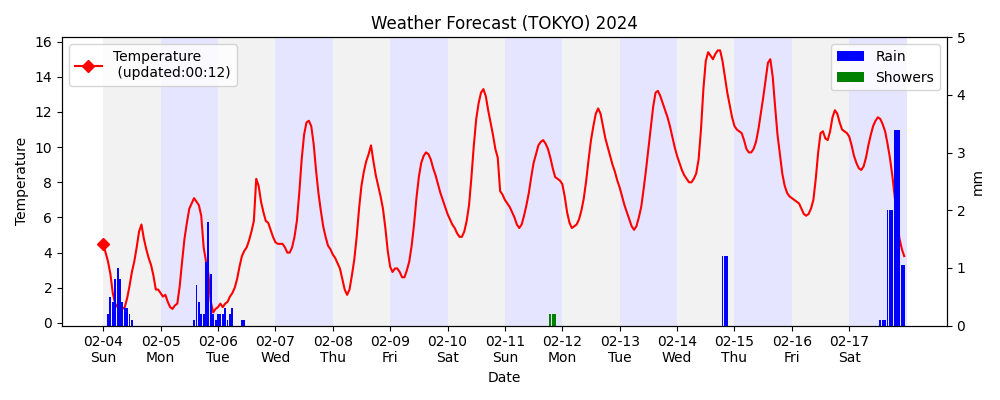 Weather Forecast (TOKYO) 2024
Temperature
(updated:00:12)
Rain
Showers
Temperature
16
14
12
10
8
6
4
2
0
5
4
3
2
1
0
mm
02-04 02-05 02-06 02-07 02-08 02-09 02-10 02-11 02-12 02-13 02-14 02-15 02-16 02-17
Sun Mon Tue Wed Thu Fri Sat Sun Mon Tue Wed Thu Fri Sat
Date